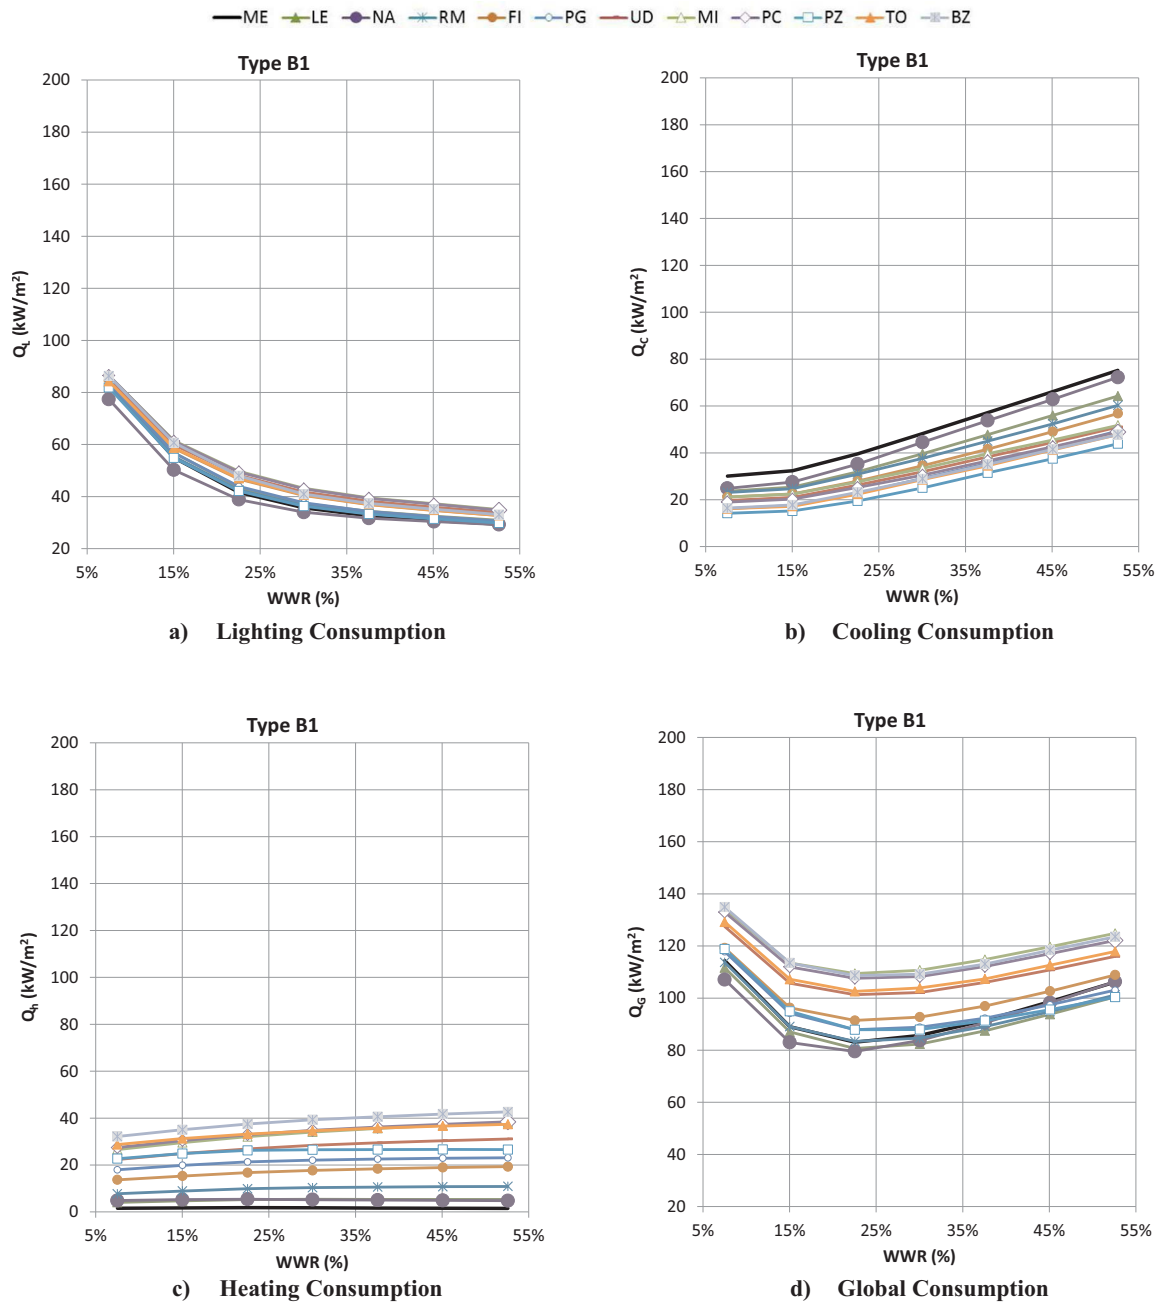 ME LE NA RM FI PG UD MI PC PZ TO BZ
Type B1
200
180
160
140
120
100
80
60
40
20
Q_L (kW/m²)
5% 15% 25% 35% 45% 55%
WWR (%)
a) Lighting Consumption
Type B1
200
180
160
140
120
100
80
60
40
20
0
Q_C (kW/m²)
5% 15% 25% 35% 45% 55%
WWR (%)
b) Cooling Consumption
Type B1
200
180
160
140
120
100
80
60
40
20
0
Q_h (kW/m²)
5% 15% 25% 35% 45% 55%
WWR (%)
c) Heating Consumption
Type B1
200
180
160
140
120
100
80
60
40
20
Q_G (kW/m²)
5% 15% 25% 35% 45% 55%
WWR (%)
d) Global Consumption